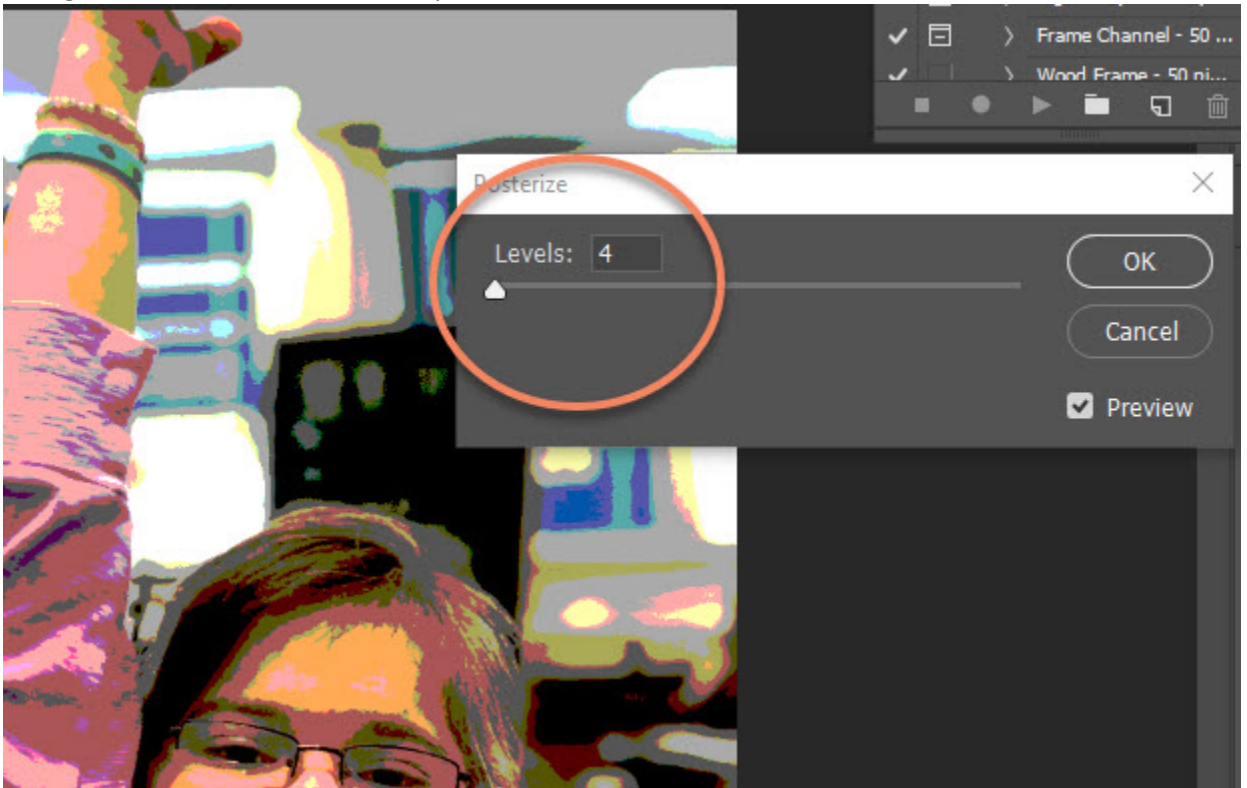 Frame Channel - 50 ...
Wood Frame - 50 pi...
Posterize
Levels: 4
OK
Cancel
Preview